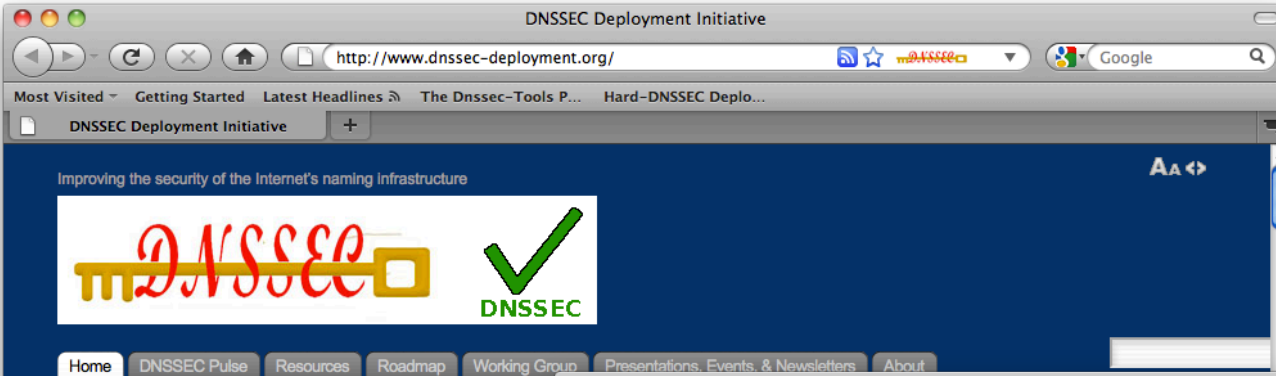 DNSSEC Deployment Initiative
http://www.dnssec-deployment.org/ DNSSEC Google
Most Visited Getting Started Latest Headlines The Dnssec-Tools P... Hard-DNSSEC Deplo...
DNSSEC Deployment Initiative +
AA
Improving the security of the Internet's naming infrastructure
DNSSEC
DNSSEC
Home DNSSEC Pulse Resources Roadmap Working Group Presentations, Events, & Newsletters About